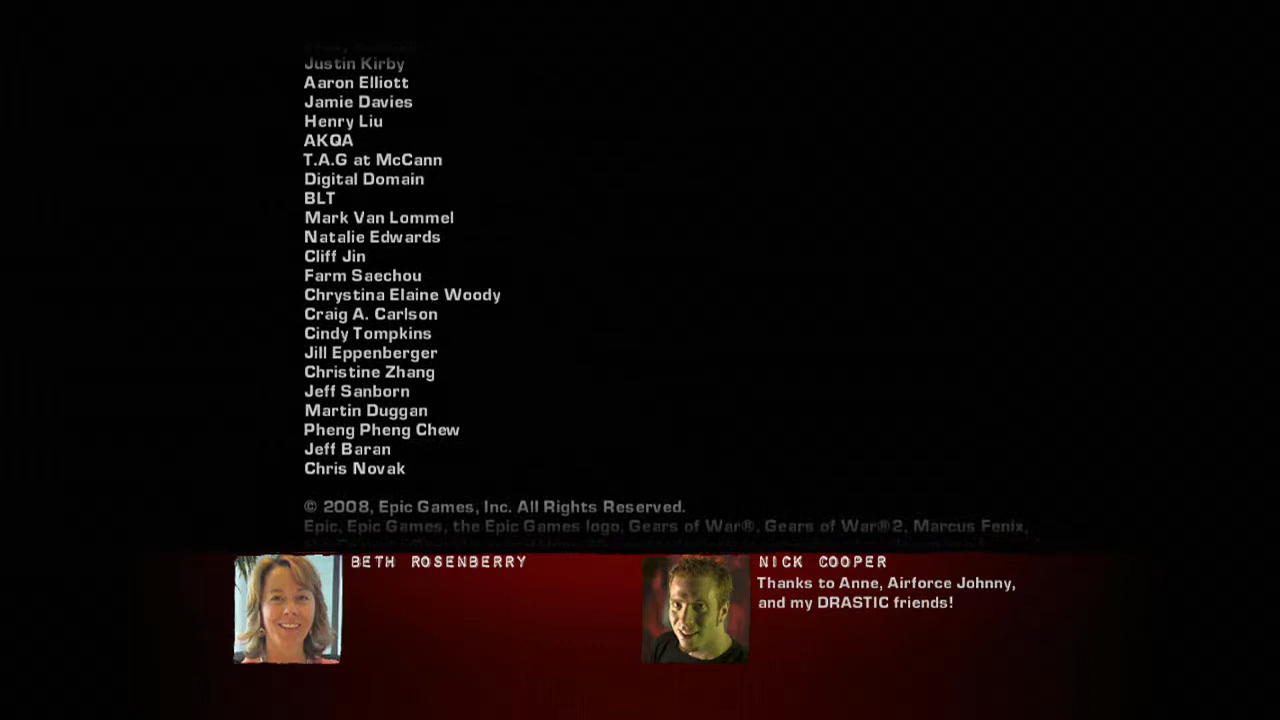 Justin Kirby
Aaron Elliott
Jamie Davies
Henry Liu
AKQA
T.A.G at McCann
Digital Domain
BLT
Mark Van Lommel
Natalie Edwards
Cliff Jin
Farm Saechou
Chrystina Elaine Woody
Craig A. Carlson
Cindy Tompkins
Jill Eppenberger
Christine Zhang
Jeff Sanborn
Martin Duggan
Pheng Pheng Chew
Jeff Baran
Chris Novak
© 2008, Epic Games, Inc. All Rights Reserved.
Epic, Epic Games, the Epic Games logo, Gears of War®, Gears of War®2, Marcus Fenix,
BETH ROSENBERRY
NICK COOPER
Thanks to Anne, Airforce Johnny,
and my DRASTIC friends!